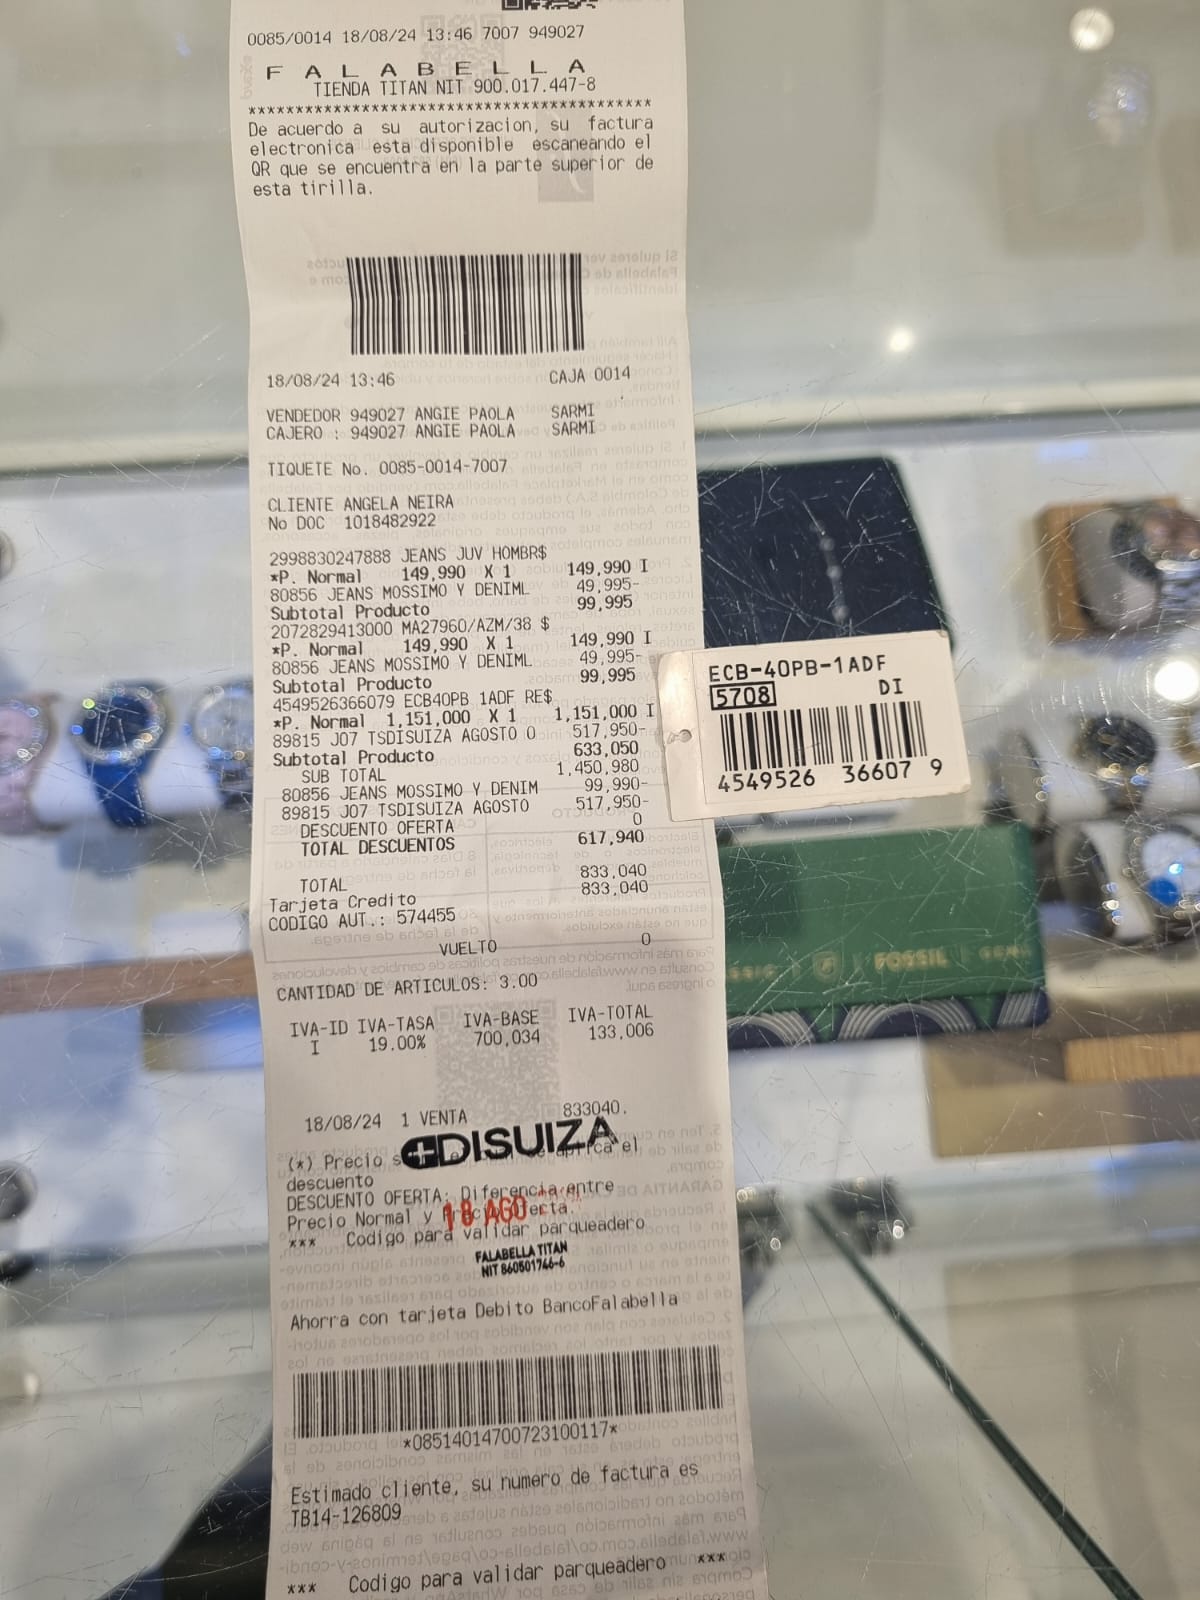 0085/0014 18/08/24 13:46 7007 949027
F A L A B E L L A
TIENDA TITAN NIT 900.017.447-8
*******************************************
De acuerdo a su autorizacion, su factura
electronica esta disponible escaneando el
QR que se encuentra en la parte superior de
esta tirilla.
18/08/24 13:46 CAJA 0014
VENDEDOR 949027 ANGIE PAOLA SARMI
CAJERO : 949027 ANGIE PAOLA SARMI
TIQUETE No. 0085-0014-7007
CLIENTE ANGELA NEIRA
No DOC 1018482922
2998830247888 JEANS JUV HOMBR$
*P. Normal 149,990 X 1 149,990 I
80856 JEANS MOSSIMO Y DENIML 49,995-
Subtotal Producto 99,995
2072829413000 MA27960/AZM/38 $
*P. Normal 149,990 X 1 149,990 I
80856 JEANS MOSSIMO Y DENIML 49,995-
Subtotal Producto 99,995
4549526366079 ECB40PB 1ADF RE$
*P. Normal 1,151,000 X 1 1,151,000 I
89815 J07 TSDISUIZA AGOSTO O 517,950-
Subtotal Producto 633,050
SUB TOTAL 1,450,980
80856 JEANS MOSSIMO Y DENIM 99,990-
89815 J07 TSDISUIZA AGOSTO 517,950-
DESCUENTO OFERTA 0
TOTAL DESCUENTOS 617,940
TOTAL 833,040
Tarjeta Credito 833,040
CODIGO AUT.: 574455
VUELTO 0
CANTIDAD DE ARTICULOS: 3.00
IVA-ID IVA-TASA IVA-BASE IVA-TOTAL
I 19.00% 700,034 133,006
18/08/24 1 VENTA 833040.
DISUIZA
(*) Precio el
descuento
DESCUENTO OFERTA: Diferencia entre
Precio Normal y
18 AGO
*** Codigo para validar parqueadero
FALABELLA TITAN
NIT 860501746-6
Ahorra con tarjeta Debito BancoFalabella
*08514014700723100117*
Estimado cliente, su numero de factura es
TB14-126809
*** Codigo para validar parqueadero ***
ECB-40PB-1ADF
5708 DI
4549526 36607 9
FOSSIL